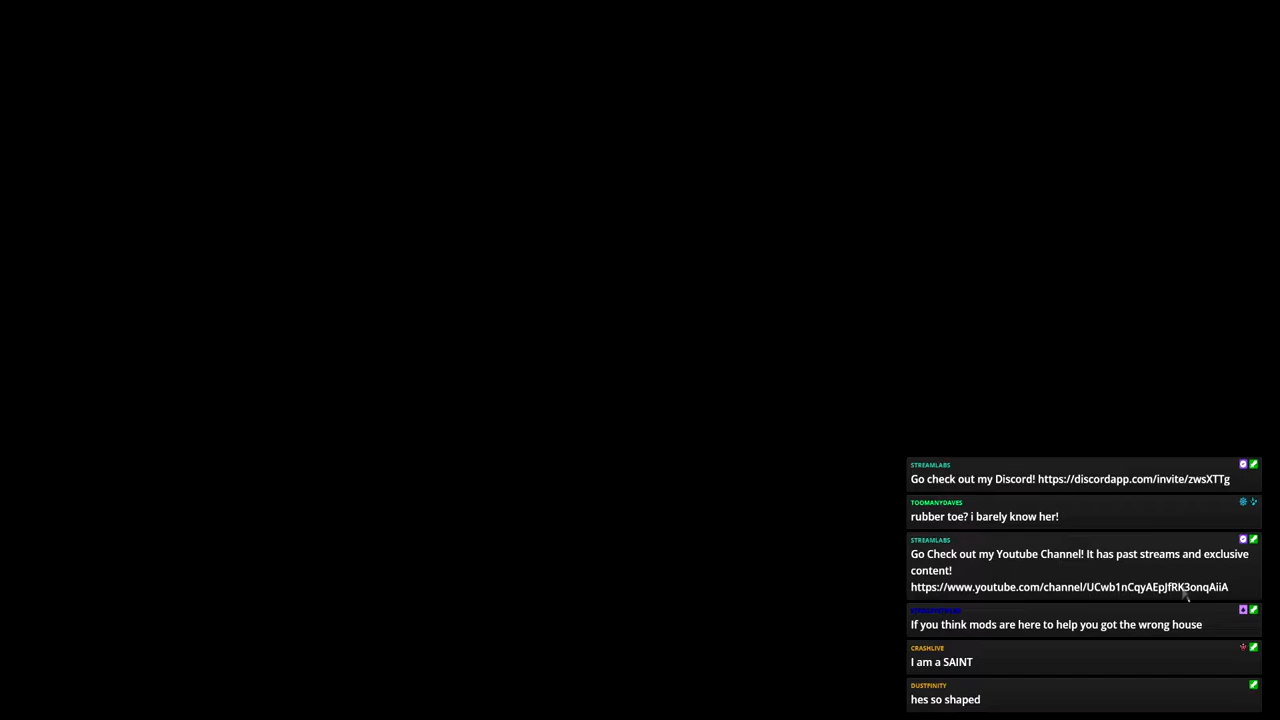 STREAMLABS
Go check out my Discord! https://discordapp.com/invite/zwsXTTg
TOOMANYDAVES
rubber toe? i barely know her!
STREAMLABS
Go Check out my Youtube Channel! It has past streams and exclusive
content!
https://www.youtube.com/channel/UCwb1nCqyAEpJfRK3onqAiiA
If you think mods are here to help you got the wrong house
CRASHLIVE
I am a SAINT
DUSTFINITY
hes so shaped